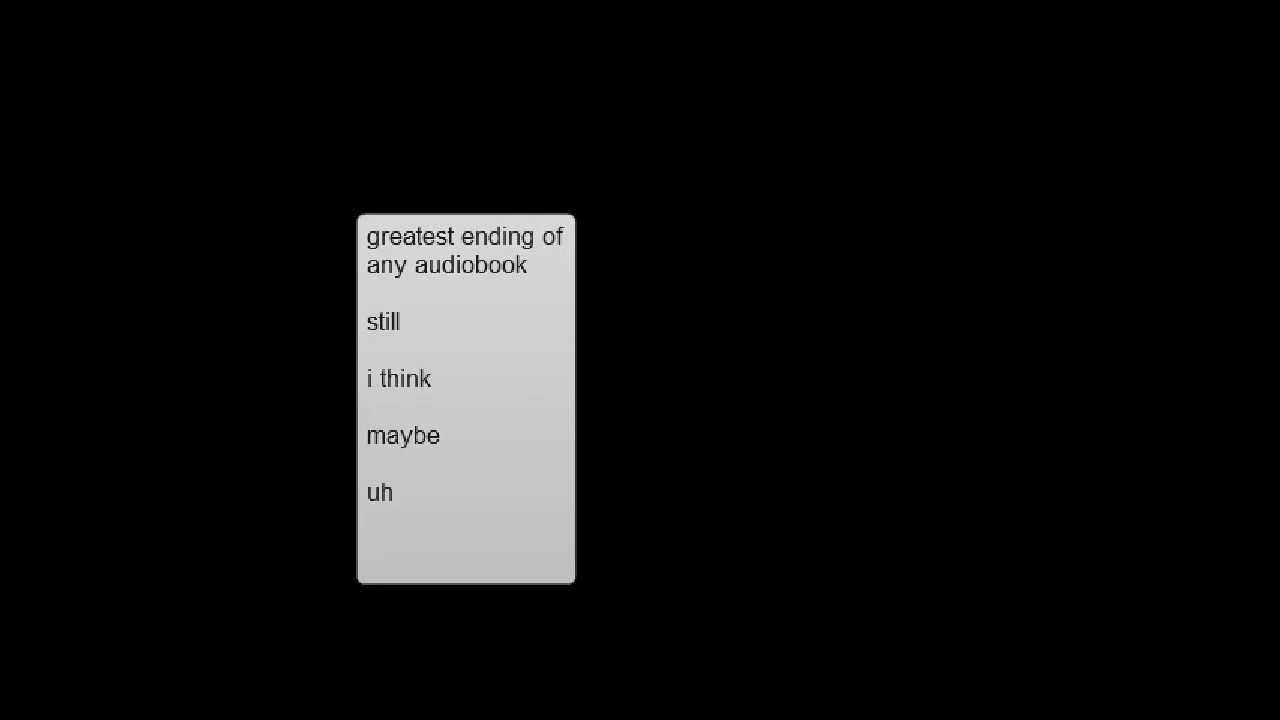 greatest ending of
any audiobook
still
i think
maybe
uh